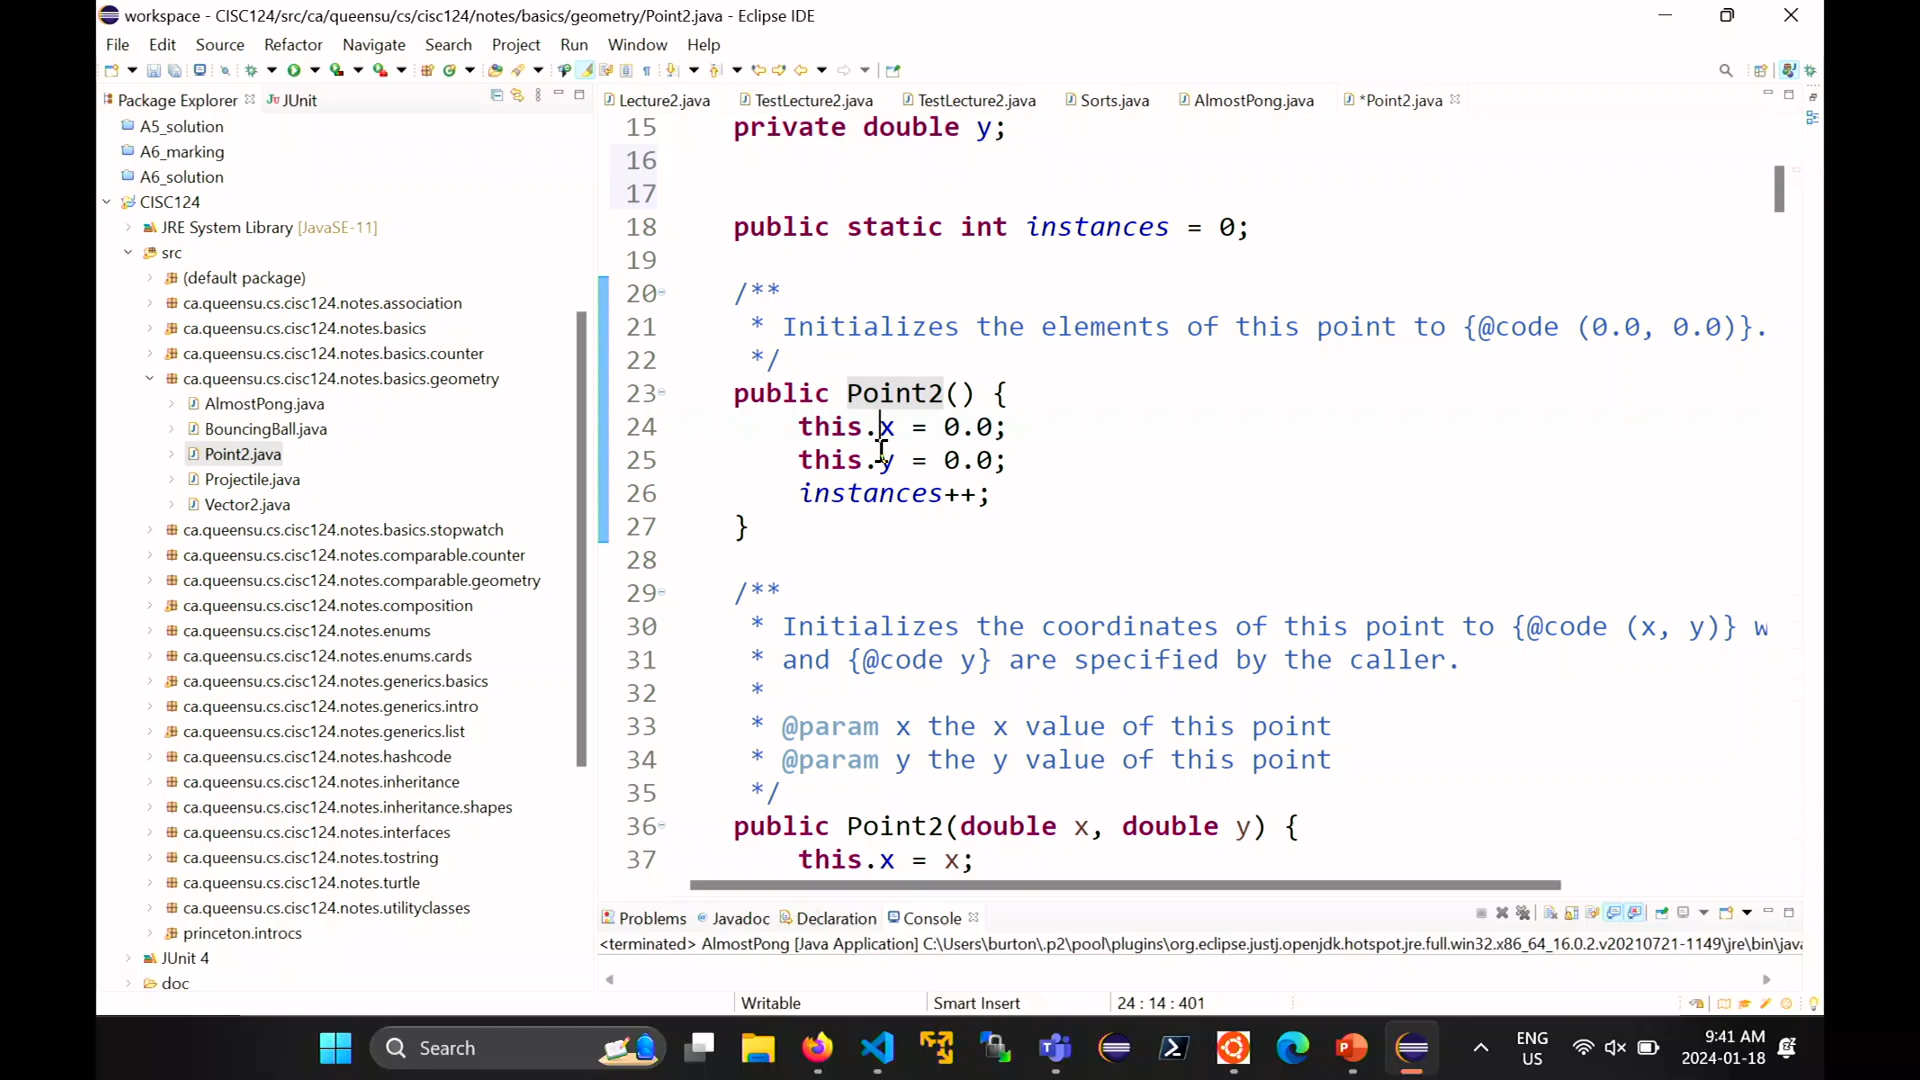 workspace - CISC124/src/ca/queensu/cs/cisc124/notes/basics/geometry/Point2.java - Eclipse IDE
File Edit Source Refactor Navigate Search Project Run Window Help
Package Explorer
JUnit
A5_solution
A6_marking
A6_solution
CISC124
JRE System Library [JavaSE-11]
src
(default package)
ca.queensu.cs.cisc124.notes.association
ca.queensu.cs.cisc124.notes.basics
ca.queensu.cs.cisc124.notes.basics.counter
ca.queensu.cs.cisc124.notes.basics.geometry
AlmostPong.java
BouncingBall.java
Point2.java
Projectile.java
Vector2.java
ca.queensu.cs.cisc124.notes.basics.stopwatch
ca.queensu.cs.cisc124.notes.comparable.counter
ca.queensu.cs.cisc124.notes.comparable.geometry
ca.queensu.cs.cisc124.notes.composition
ca.queensu.cs.cisc124.notes.enums
ca.queensu.cs.cisc124.notes.enums.cards
ca.queensu.cs.cisc124.notes.generics.basics
ca.queensu.cs.cisc124.notes.generics.intro
ca.queensu.cs.cisc124.notes.generics.list
ca.queensu.cs.cisc124.notes.hashcode
ca.queensu.cs.cisc124.notes.inheritance
ca.queensu.cs.cisc124.notes.inheritance.shapes
ca.queensu.cs.cisc124.notes.interfaces
ca.queensu.cs.cisc124.notes.tostring
ca.queensu.cs.cisc124.notes.turtle
ca.queensu.cs.cisc124.notes.utilityclasses
princeton.introcs
JUnit 4
doc
Lecture2.java TestLecture2.java TestLecture2.java Sorts.java AlmostPong.java *Point2.java
15 private double y;
16
17
18 public static int instances = 0;
19
20 /**
21 * Initializes the elements of this point to {@code (0.0, 0.0)}.
22 */
23 public Point2() {
24 this.x = 0.0;
25 this.y = 0.0;
26 instances++;
27 }
28
29 /**
30 * Initializes the coordinates of this point to {@code (x, y)} w
31 * and {@code y} are specified by the caller.
32 *
33 * @param x the x value of this point
34 * @param y the y value of this point
35 */
36 public Point2(double x, double y) {
37 this.x = x;
Problems Javadoc Declaration Console
<terminated> AlmostPong [Java Application] C:\Users\burton\.p2\pool\plugins\org.eclipse.justj.openjdk.hotspot.jre.full.win32.x86_64_16.0.2.v20210721-1149\jre\bin\java
Writable Smart Insert 24 : 14 : 401
Search
ENG
US
9:41 AM
2024-01-18